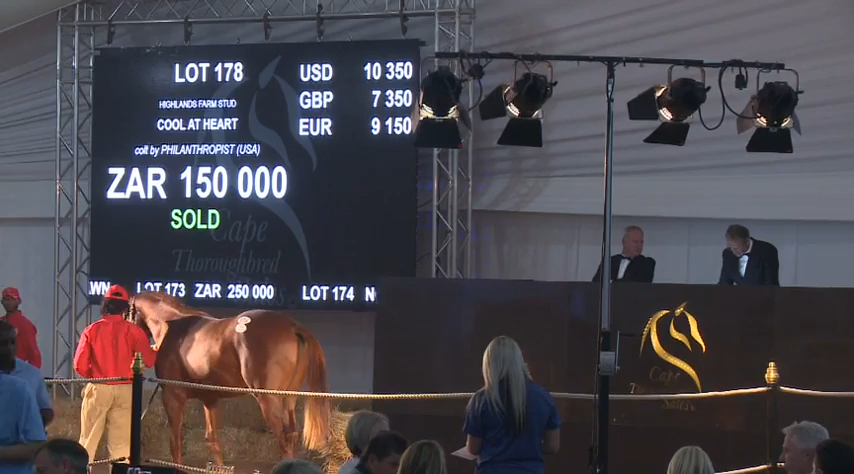 LOT 178
USD 10 350
HIGHLANDS FARM STUD
GBP 7 350
COOL AT HEART
EUR 9 150
colt by PHILANTHROPIST (USA)
ZAR 150 000
SOLD
Cape
Thoroughbred
LOT 173 ZAR 250 000 LOT 174
Cape